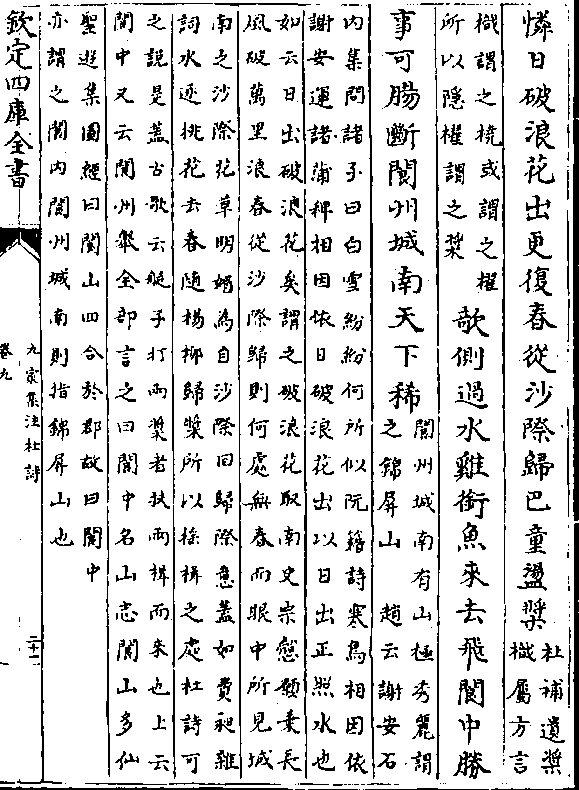 憐日破浪花出更復春從沙際歸巴童盪槳杜補遺槳
檝屬方言
檝謂之橈或謂之櫂
所以隱櫂謂之槳
欹側過水雞銜魚來去飛閬中勝
事可腸斷閬州城南天下稀閬州城南有山極秀麗謂
之錦屏山 趙云謝安石
内集問諸子曰白雪紛紛何所似阮籍詩寒鳥相因依
謝安運諸蒲稗相因依日破浪花出以日出正照水也
如云日出破浪花矣謂之破浪花取南史宗慤願乗長
風破萬里浪春從沙際歸則何處無春而眼中所見城
南之沙際花草明媚為自沙際回歸際意蓋如費昶雜
詞水逐桃花去春隨楊柳歸槳所以搖楫之處杜詩可
之說是蓋古歌云艇子打兩槳者扶兩楫而來也上云
閬中又云閬州擧全郡言之曰閬中名山志閬山多仙
聖遊集圖經曰閬山四合於郡故曰閬中
亦謂之閬内閬州城南則指錦屏山也
欽定四庫全書
九家集注杜詩
卷九
二十一